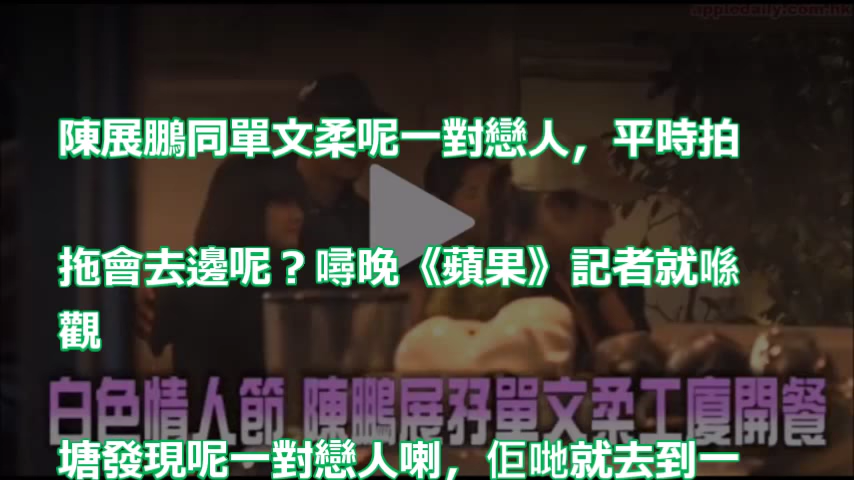 appledaily.com.hk
陳展鵬同單文柔呢一對戀人，平時拍
拖會去邊呢？噚晚《蘋果》記者就喺
觀
白色情人節 陳鵬展孖單文柔工廈開餐
塘發現呢一對戀人喇，佢哋就去到一